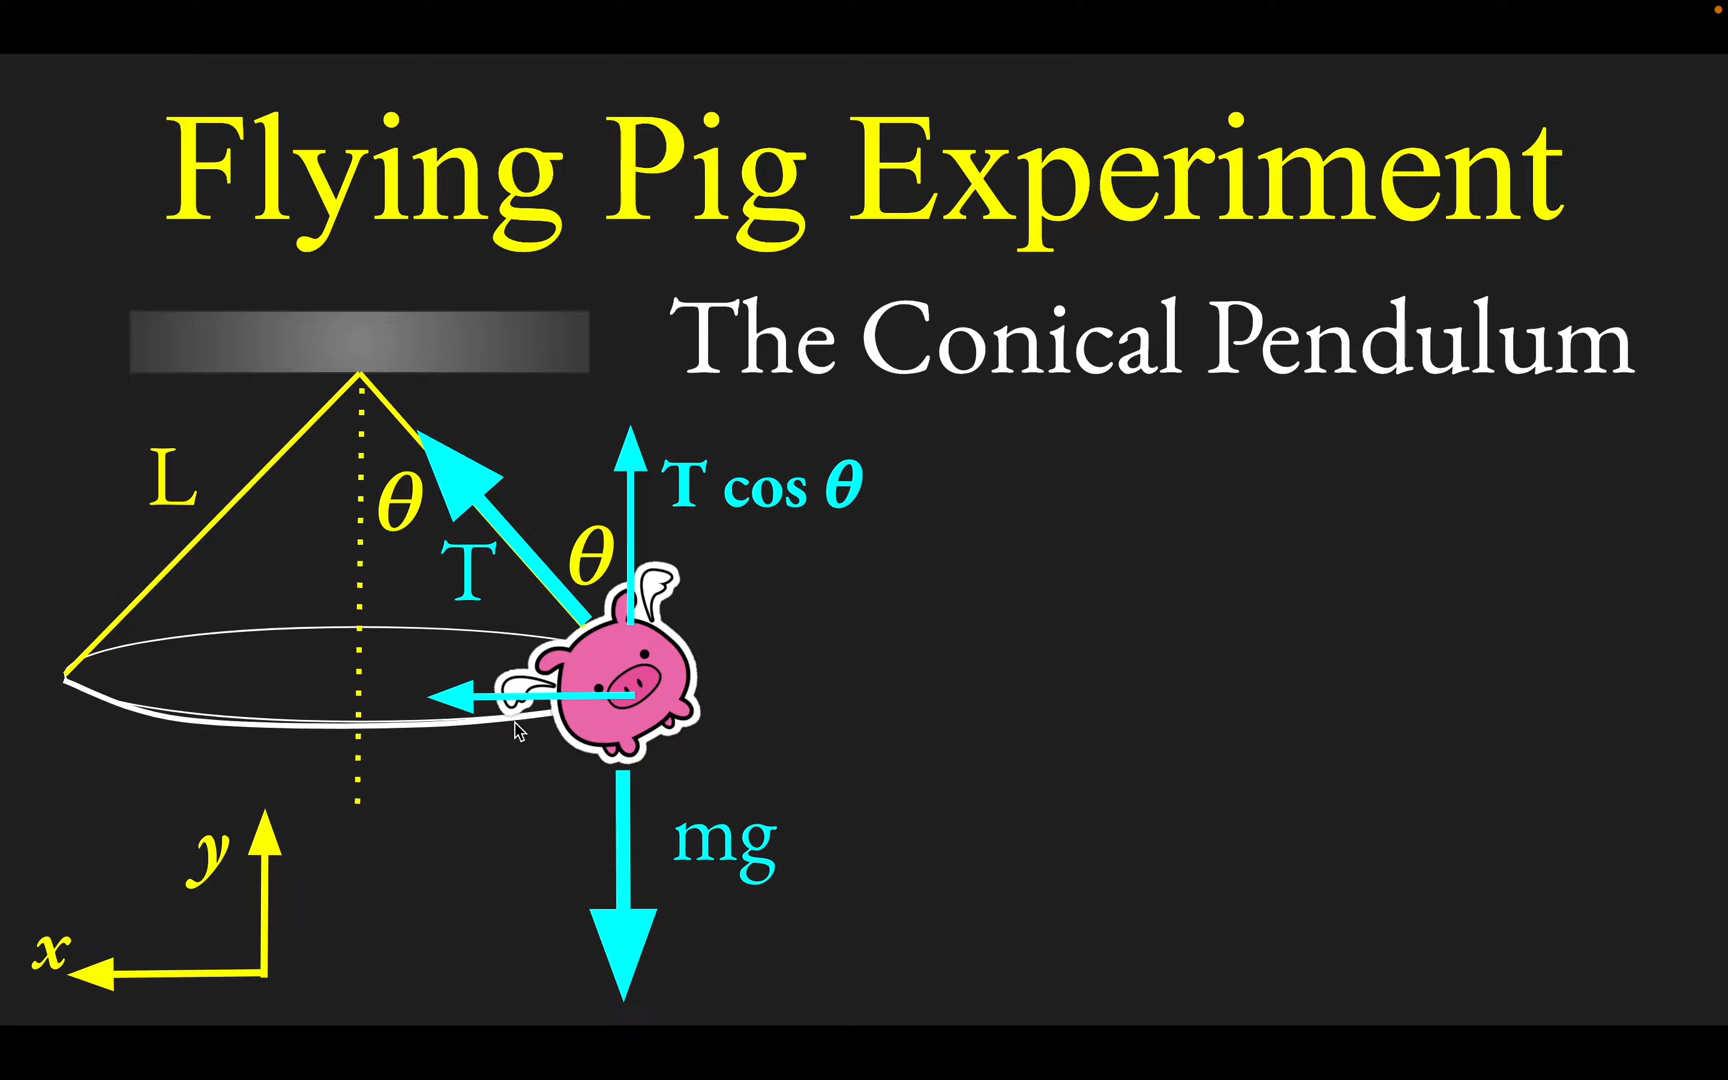 Flying Pig Experiment
The Conical Pendulum
L
θ
T cos θ
T
θ
mg
y
x